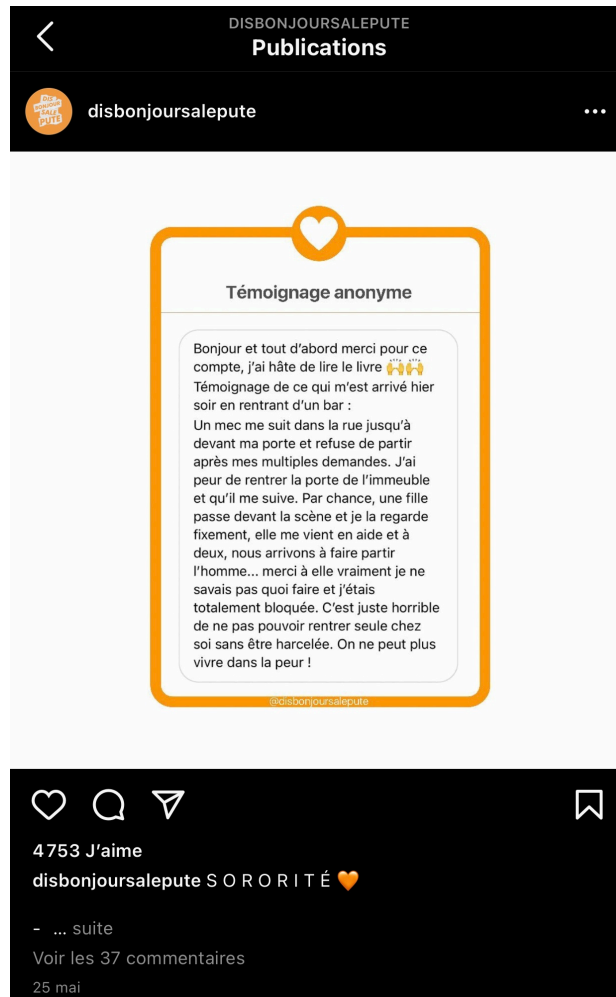 DISBONJOURSALEPUTE
Publications
DIS
BONJOUR
SALE
PUTE
disbonjoursalepute
Témoignage anonyme
Bonjour et tout d’abord merci pour ce
compte, j’ai hâte de lire le livre 🙌🙌
Témoignage de ce qui m’est arrivé hier
soir en rentrant d’un bar :
Un mec me suit dans la rue jusqu’à
devant ma porte et refuse de partir
après mes multiples demandes. J’ai
peur de rentrer la porte de l’immeuble
et qu’il me suive. Par chance, une fille
passe devant la scène et je la regarde
fixement, elle me vient en aide et à
deux, nous arrivons à faire partir
l’homme... merci à elle vraiment je ne
savais pas quoi faire et j’étais
totalement bloquée. C’est juste horrible
de ne pas pouvoir rentrer seule chez
soi sans être harcelée. On ne peut plus
vivre dans la peur !
@disbonjoursalepute
4 753 J’aime
disbonjoursalepute S O R O R I T É 🧡
- ... suite
Voir les 37 commentaires
25 mai